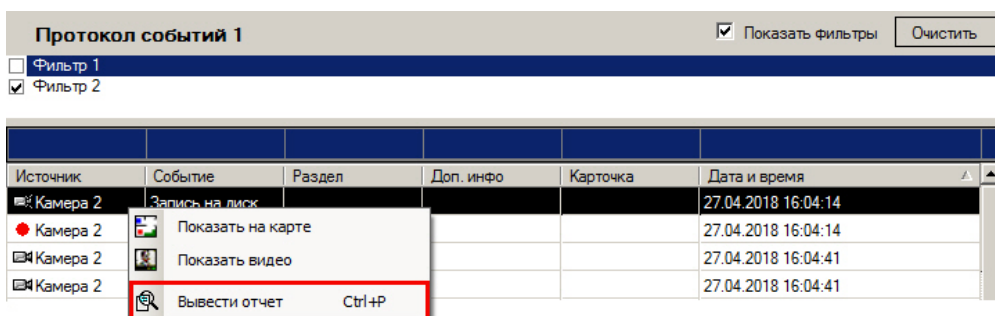 Протокол событий 1 Показать фильтры Очистить
Фильтр 1
Фильтр 2
Источник Событие Раздел Доп. инфо Карточка Дата и время
Камера 2 Запись на диск 27.04.2018 16:04:14
Камера 2 Показать на карте 27.04.2018 16:04:14
Камера 2 Показать видео 27.04.2018 16:04:41
Камера 2 27.04.2018 16:04:41
Вывести отчет Ctrl+P